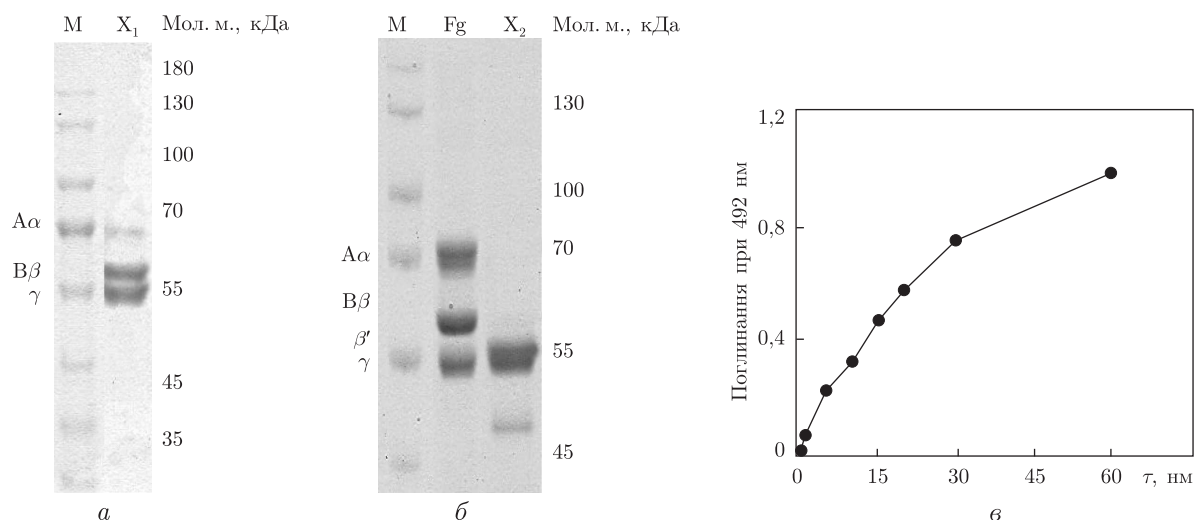 M X₁ Мол. м., кДа
180
130
100
Aα 70
Bβ
γ 55
45
35
а
M Fg X₂ Мол. м., кДа
130
100
Aα 70
Bβ
β′
γ 55
45
б
Поглинання при 492 нм
1,2
0,8
0,4
0
0 15 30 45 60 τ, нм
в